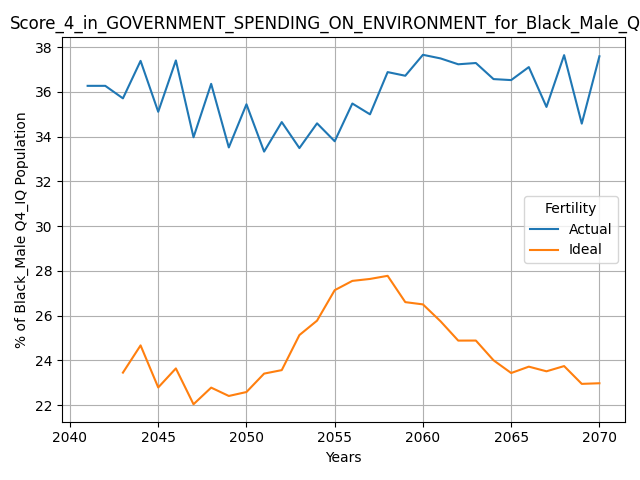 Score_4_in_GOVERNMENT_SPENDING_ON_ENVIRONMENT_for_Black_Male_Q
38
36
34
32
30
28
26
24
22
% of Black_Male Q4_IQ Population
Fertility
Actual
Ideal
2040 2045 2050 2055 2060 2065 2070
Years